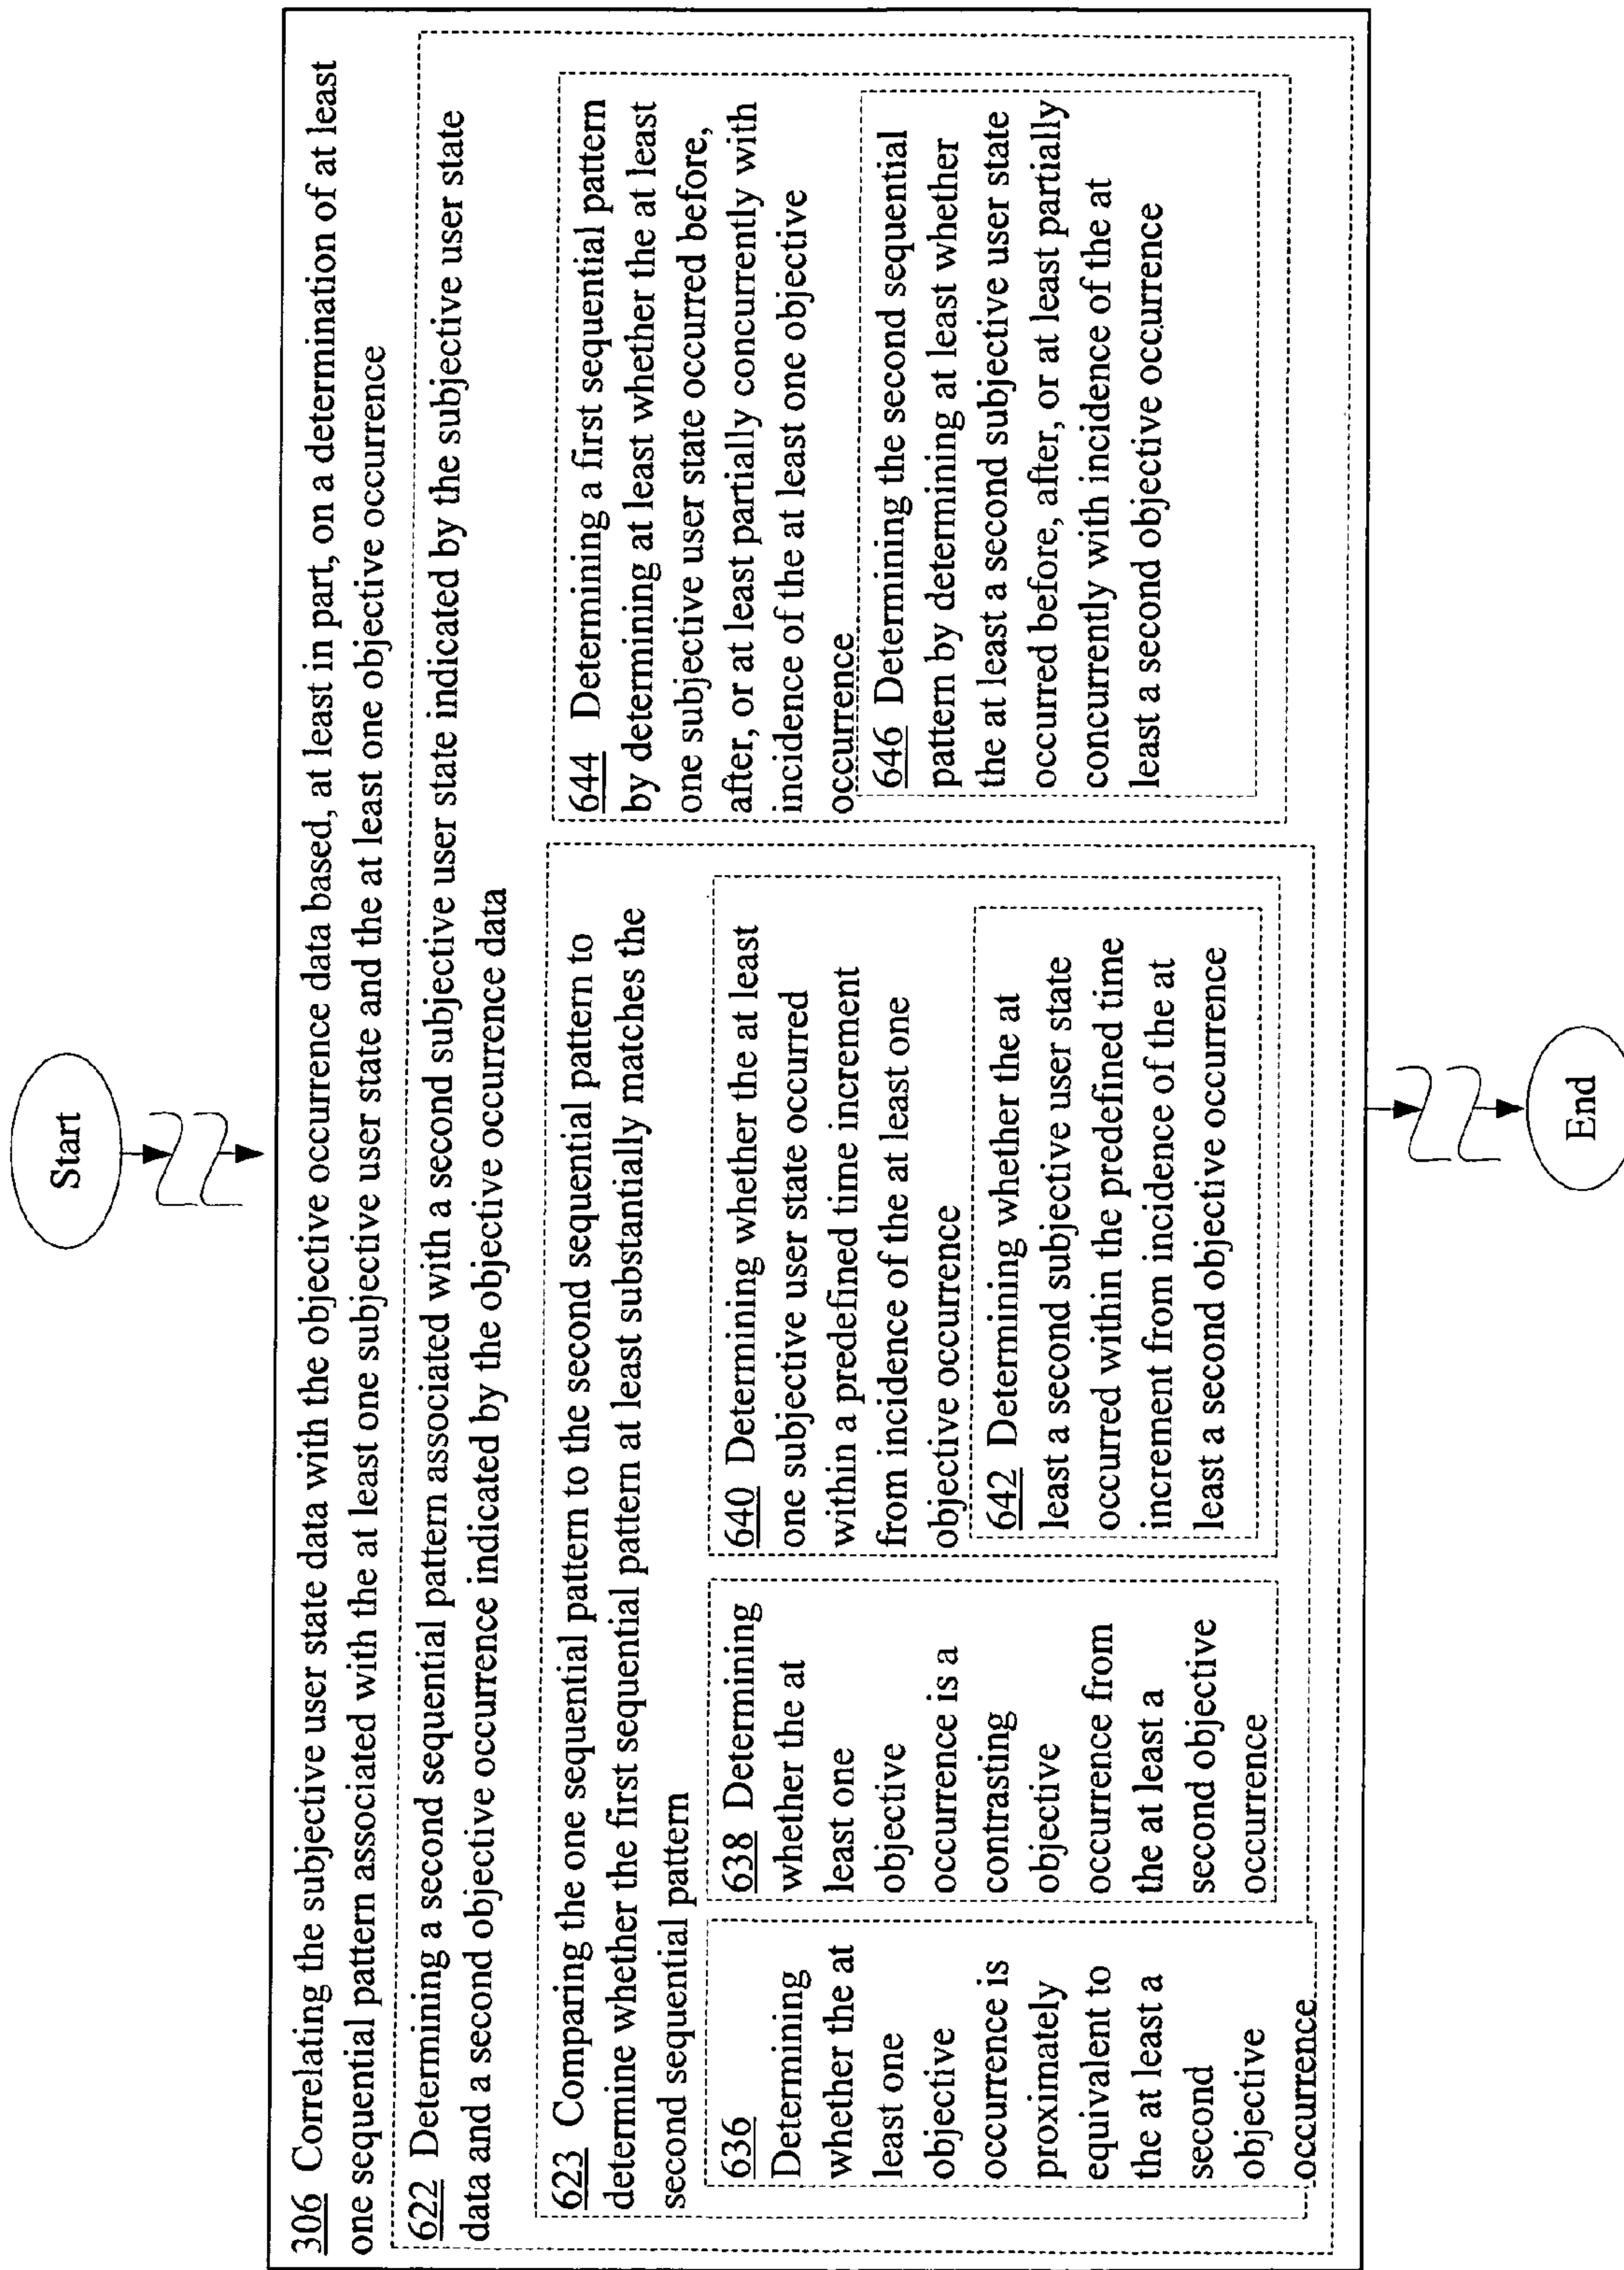 Start
306 Correlating the subjective user state data with the objective occurrence data based, at least in part, on a determination of at least
one sequential pattern associated with the at least one subjective user state and the at least one objective occurrence
622 Determining a second sequential pattern associated with a second subjective user state indicated by the subjective user state
data and a second objective occurrence indicated by the objective occurrence data
623 Comparing the one sequential pattern to the second sequential pattern to
determine whether the first sequential pattern at least substantially matches the
second sequential pattern
636
Determining
whether the at
least one
objective
occurrence is
proximately
equivalent to
the at least a
second
objective
occurrence
638 Determining
whether the at
least one
objective
occurrence is a
contrasting
objective
occurrence from
the at least a
second objective
occurrence
640 Determining whether the at least
one subjective user state occurred
within a predefined time increment
from incidence of the at least one
objective occurrence
642 Determining whether the at
least a second subjective user state
occurred within the predefined time
increment from incidence of the at
least a second objective occurrence
644 Determining a first sequential pattern
by determining at least whether the at least
one subjective user state occurred before,
after, or at least partially concurrently with
incidence of the at least one objective
occurrence
646 Determining the second sequential
pattern by determining at least whether
the at least a second subjective user state
occurred before, after, or at least partially
concurrently with incidence of the at
least a second objective occurrence
End